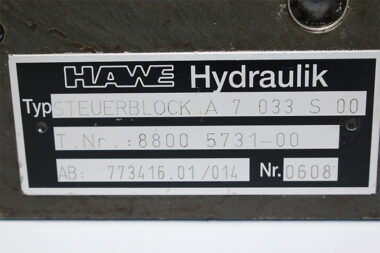 HAWE Hydraulik
Typ STEUERBLOCK A 7 033 S 00
T.Nr.:8800 5731-00
AB: 773416.01/014 Nr. 0608